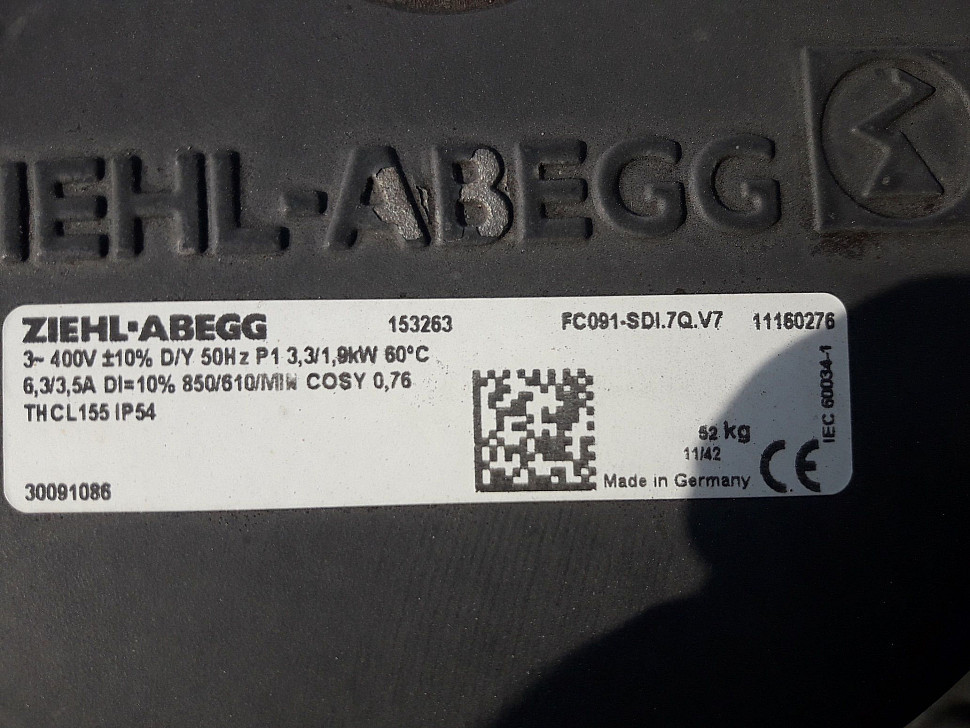 IEHL-ABEGG
ZIEHL-ABEGG 153263 FC091-SDI.7Q.V7 11160276
3~ 400V ±10% D/Y 50Hz P1 3,3/1,9kW 60°C
6,3/3,5A DI=10% 850/610/MIN COSY 0,76
THCL155 IP54
IEC 60034-1
52 kg
11/42
Made in Germany CE
30091086